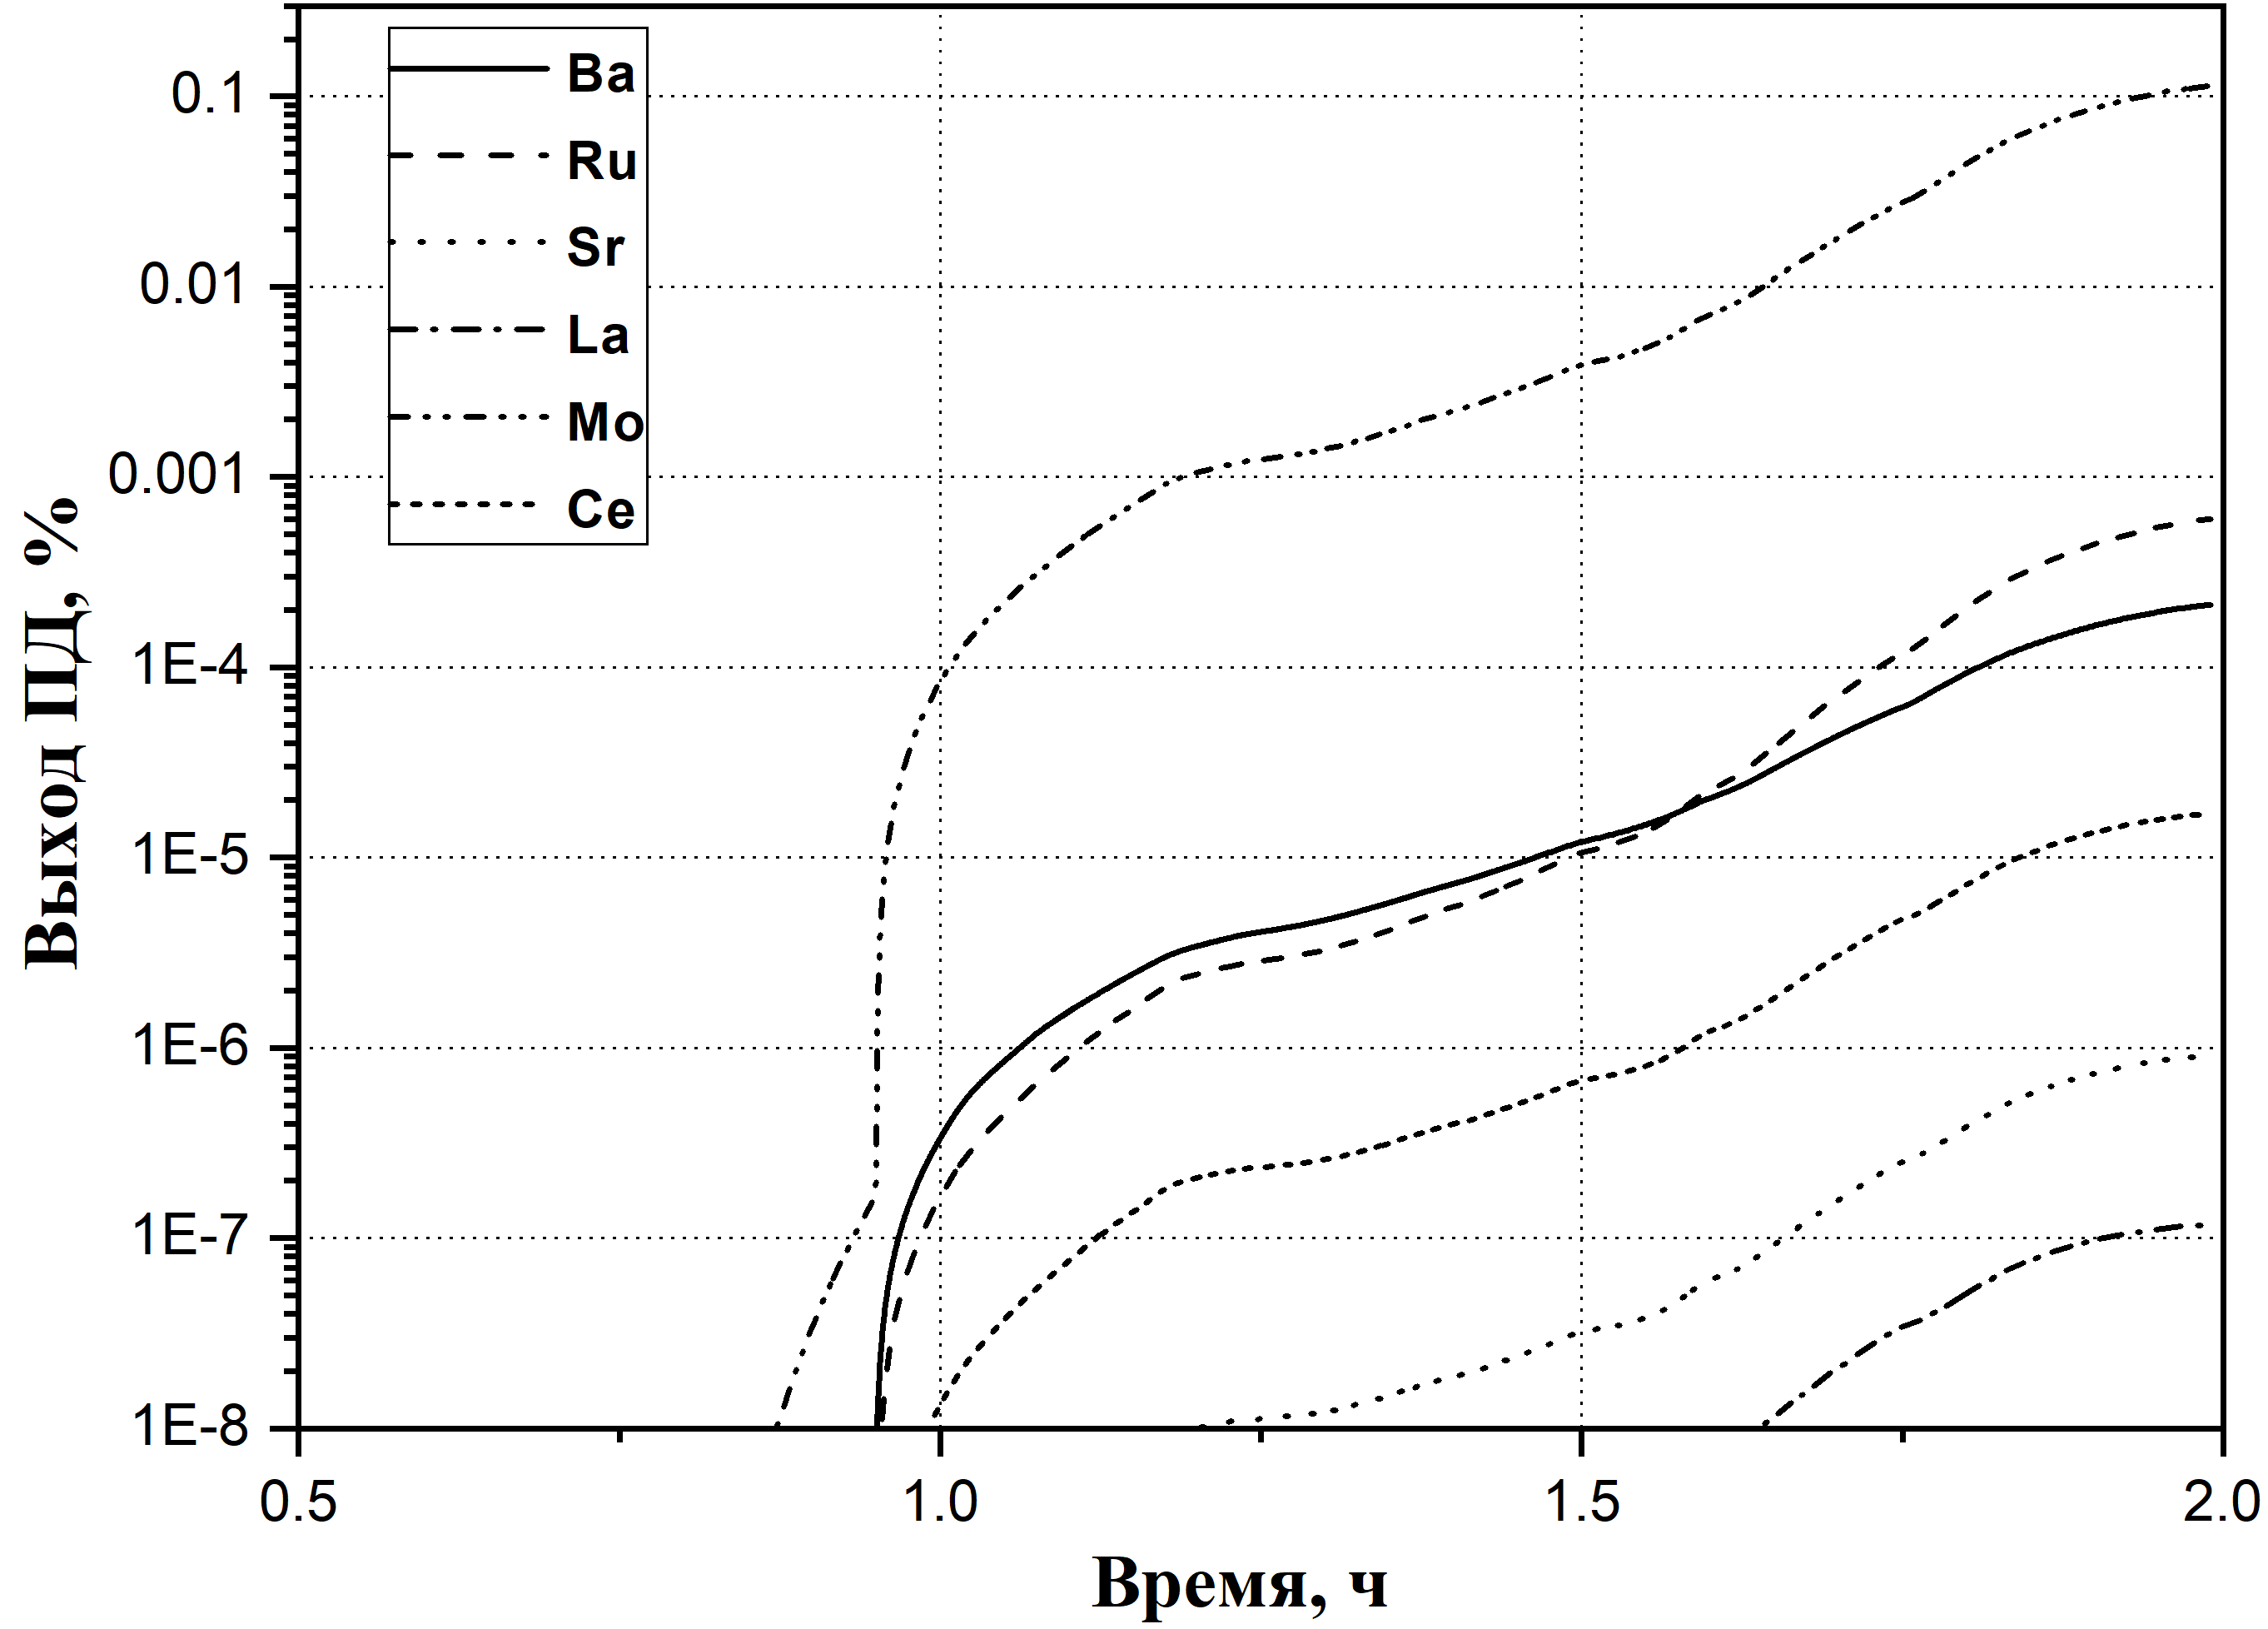 Выход ПД, %
0.1
0.01
0.001
1E-4
1E-5
1E-6
1E-7
1E-8
Ba
Ru
Sr
La
Mo
Ce
0.5
1.0
1.5
2.0
Время, ч